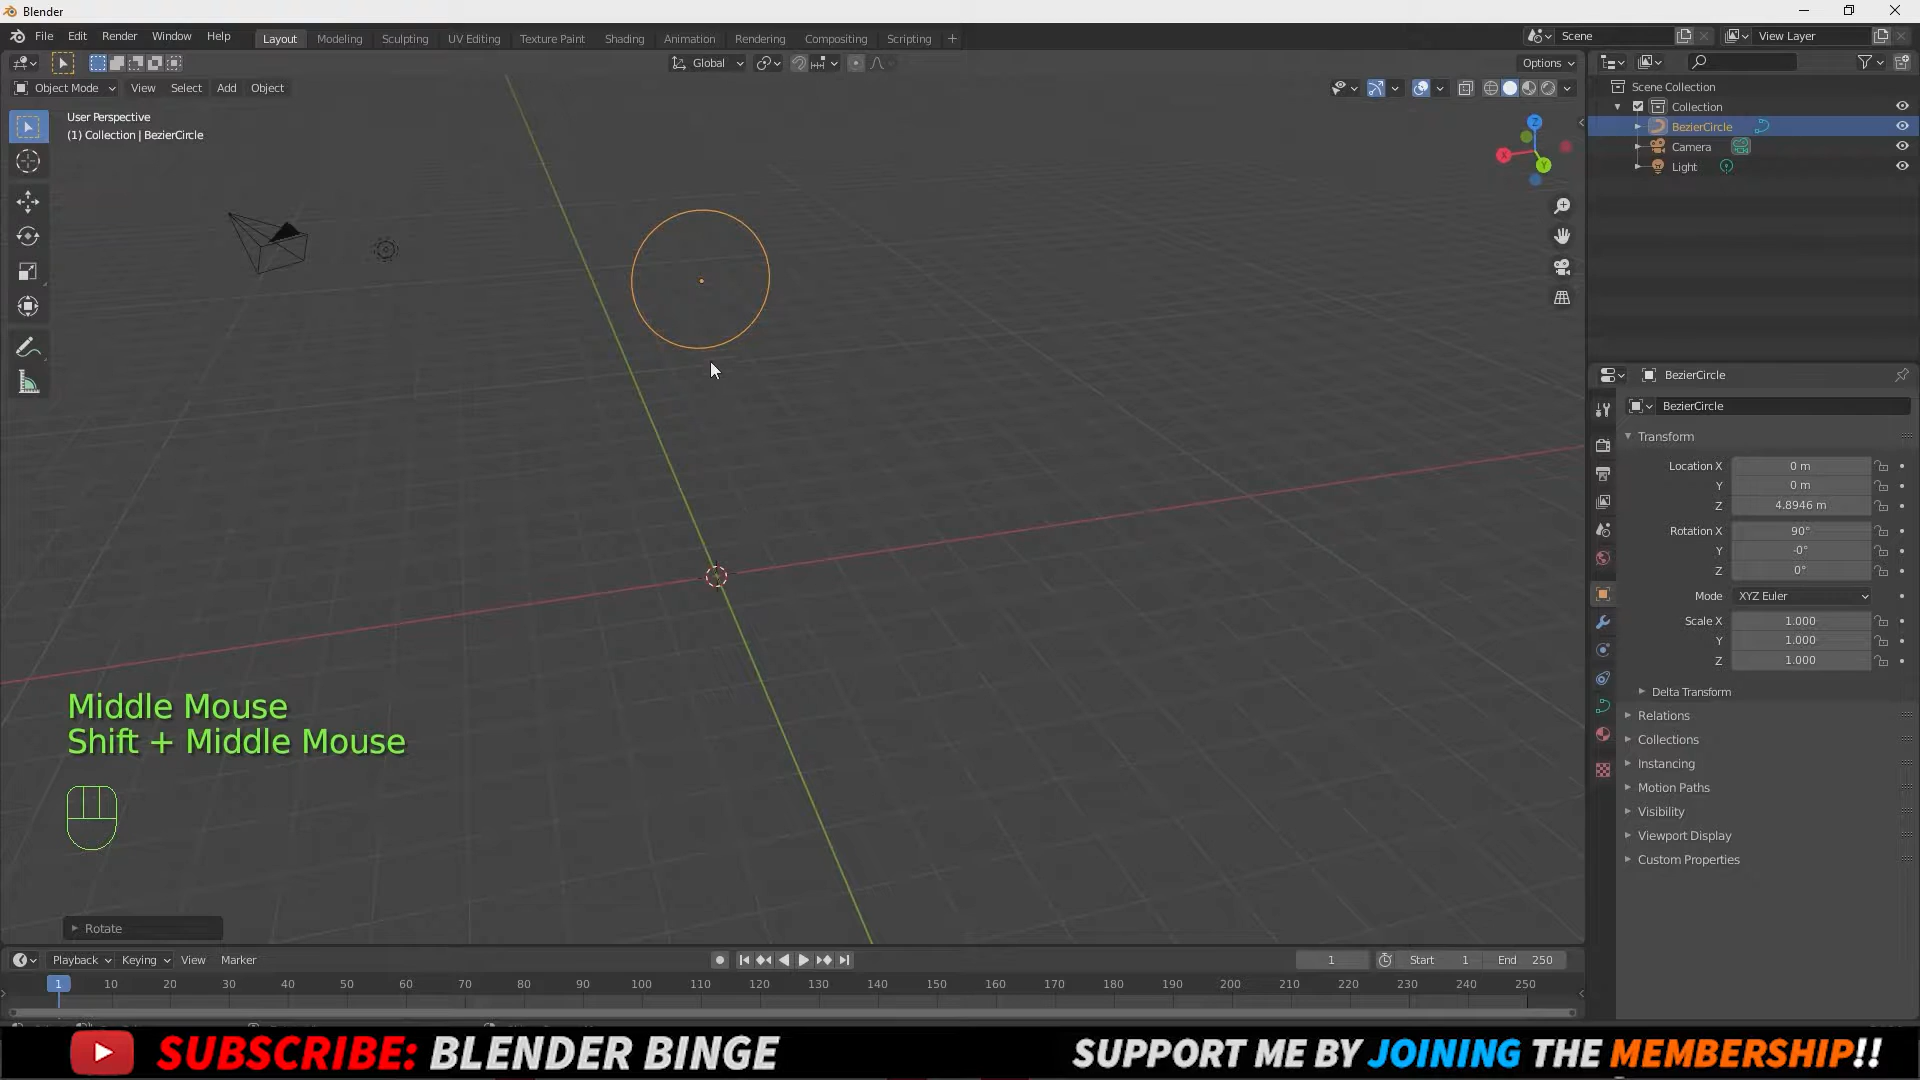 Blender
File Edit Render Window Help Layout Modeling Sculpting UV Editing Texture Paint Shading Animation Rendering Compositing Scripting + Scene View Layer
Global Options
Object Mode View Select Add Object
User Perspective
(1) Collection | BezierCircle
Z
X
Y
Scene Collection
Collection
BezierCircle
Camera
Light
BezierCircle
BezierCircle
Transform
Location X 0 m
Y 0 m
Z 4.8946 m
Rotation X 90°
Y -0°
Z 0°
Mode XYZ Euler
Scale X 1.000
Y 1.000
Z 1.000
Delta Transform
Relations
Collections
Instancing
Motion Paths
Visibility
Viewport Display
Custom Properties
Middle Mouse
Shift + Middle Mouse
Rotate
Playback Keying View Marker 1 Start 1 End 250
1 10 20 30 40 50 60 70 80 90 100 110 120 130 140 150 160 170 180 190 200 210 220 230 240 250
SUBSCRIBE: BLENDER BINGE
SUPPORT ME BY JOINING THE MEMBERSHIP!!